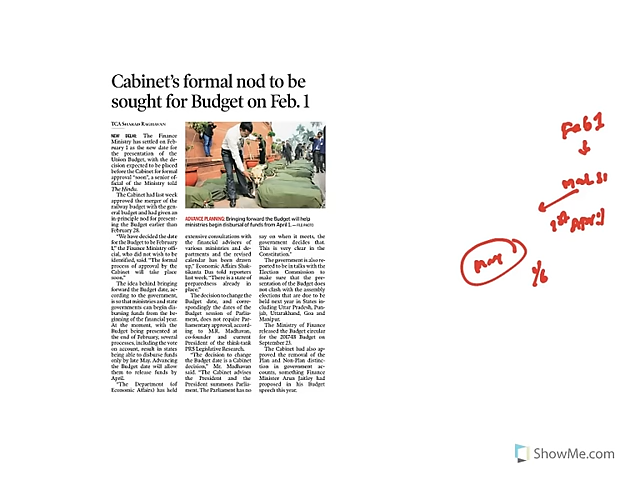 Cabinet's formal nod to be
sought for Budget on Feb. 1
TCA SHARAD RAGHAVAN
NEW DELHI: The Finance
Ministry has settled on Feb-
ruary 1 as the new date for
the presentation of the
Union Budget, with the de-
cision expected to be placed
before the Cabinet for formal
approval "soon", a senior of-
ficial of the Ministry told
The Hindu.
The Cabinet had last week
approved the merger of the
railway budget with the gen-
eral budget and had given an
in-principle nod for present-
ing the Budget earlier than
February 28.
"We have decided the date
for the Budget to be February
1," the Finance Ministry offi-
cial, who did not wish to be
identified, said. "The formal
process of approval by the
Cabinet will take place
soon."
The idea behind bringing
forward the Budget date, ac-
cording to the government,
is so that ministries and state
governments can begin dis-
bursing funds from the be-
ginning of the financial year.
At the moment, with the
Budget being presented at
the end of February, several
processes, including the vote
on account, result in states
being able to disburse funds
only by late May. Advancing
the Budget date will allow
them to release funds by
April.
"The Department (of
Economic Affairs) has held
ADVANCE PLANNING: Bringing forward the Budget will help
ministries begin disbursal of funds from April 1. — FILE PHOTO
extensive consultations with
the financial advisers of
various ministries and de-
partments and the revised
calendar has been drawn
up," Economic Affairs Shak-
tikanta Das told reporters
last week. "There is a state of
preparedness already in
place."
The decision to change the
Budget date, and corre-
spondingly the dates of the
Budget session of Parlia-
ment, does not require Par-
liamentary approval, accord-
ing to M.R. Madhavan,
co-founder and current
President of the think-tank
PRS Legislative Research.
"The decision to change
the Budget date is a Cabinet
decision," Mr. Madhavan
said. "The Cabinet advises
the President and the
President summons Parlia-
ment. The Parliament has no
say on when it meets, the
government decides that.
This is very clear in the
Constitution."
The government is also re-
ported to be in talks with the
Election Commission to
make sure that the pre-
sentation of the Budget does
not clash with the assembly
elections that are due to be
held next year in States in-
cluding Uttar Pradesh, Pun-
jab, Uttarakhand, Goa and
Manipur.
The Ministry of Finance
released the Budget circular
for the 2017-18 Budget on
September 23.
The Cabinet had also ap-
proved the removal of the
Plan and Non-Plan distinc-
tion in government ac-
counts, something Finance
Minister Arun Jaitley had
proposed in his Budget
speech this year.
Feb 1
1st April
May
ShowMe.com